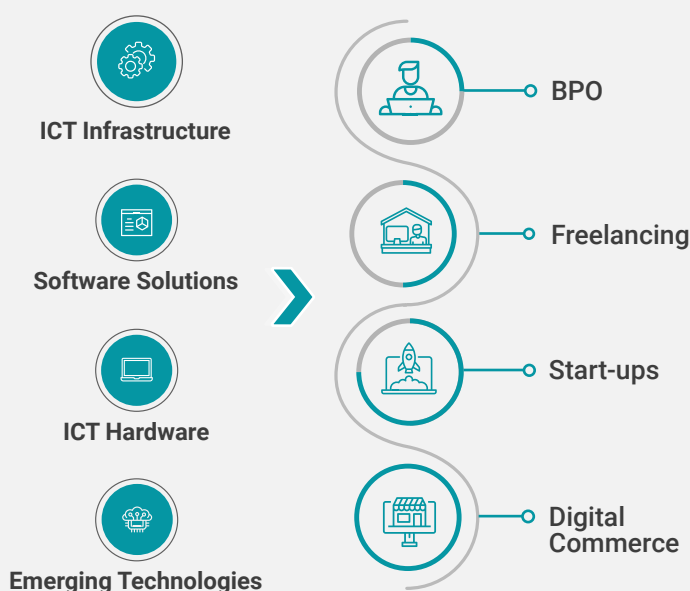 ICT Infrastructure
Software Solutions
ICT Hardware
Emerging Technologies
BPO
Freelancing
Start-ups
Digital
Commerce